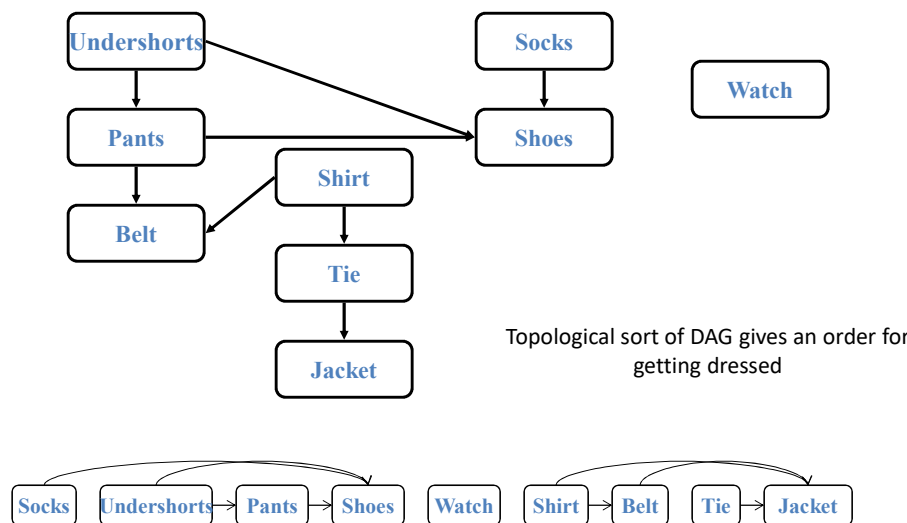 Undershorts
Socks
Watch
Pants
Shoes
Shirt
Belt
Tie
Topological sort of DAG gives an order for
getting dressed
Jacket
Socks Undershorts Pants Shoes Watch Shirt Belt Tie Jacket